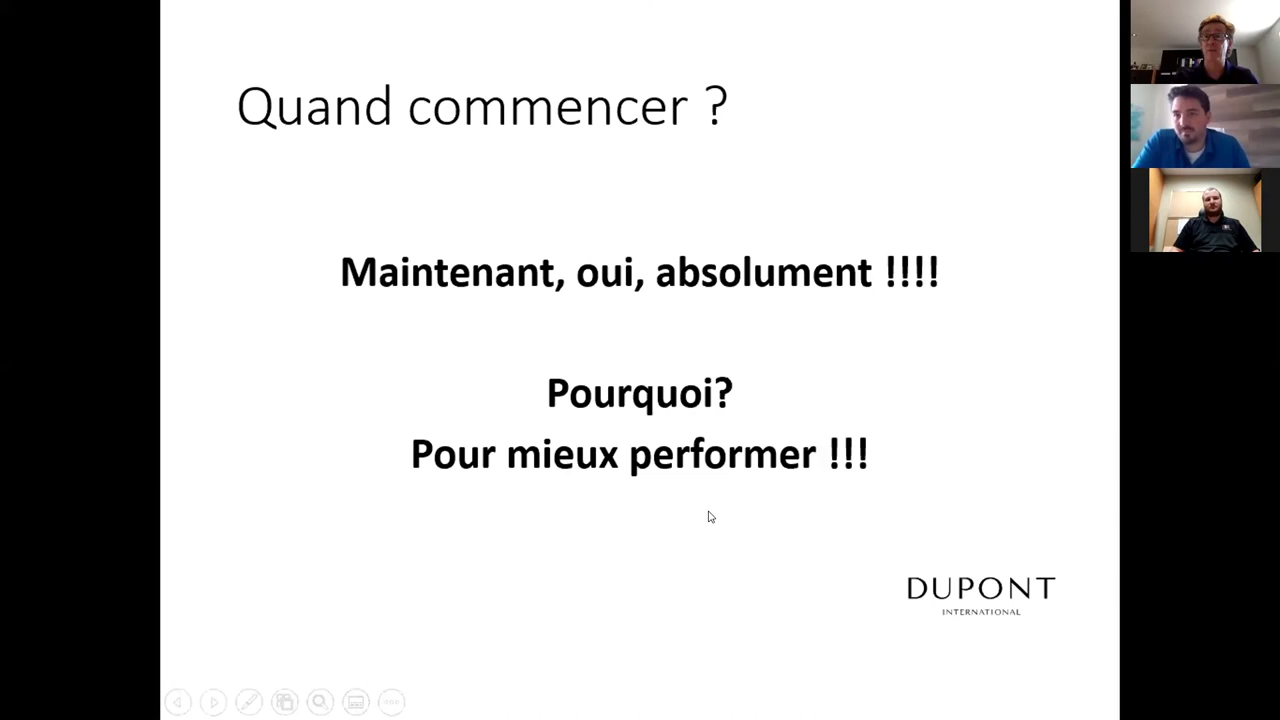 Quand commencer ?
Maintenant, oui, absolument !!!!
Pourquoi?
Pour mieux performer !!!
DUPONT
INTERNATIONAL